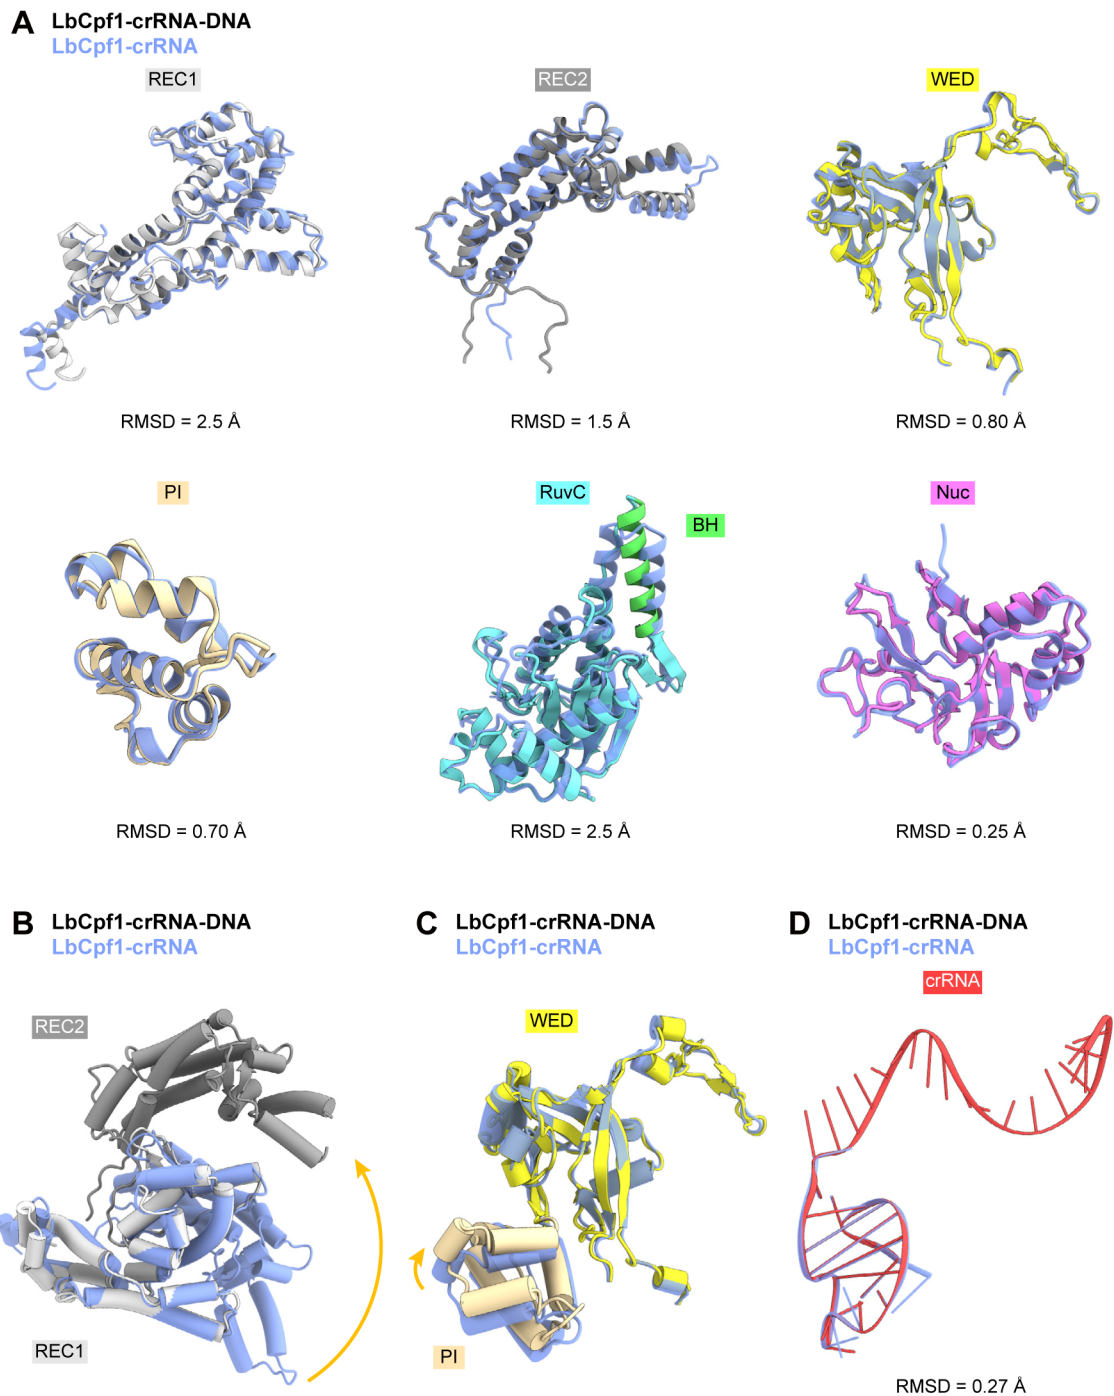 A LbCpf1-crRNA-DNA
LbCpf1-crRNA
REC1
REC2
WED
RMSD = 2.5 Å
RMSD = 1.5 Å
RMSD = 0.80 Å
PI
RuvC
BH
Nuc
RMSD = 0.70 Å
RMSD = 2.5 Å
RMSD = 0.25 Å
B LbCpf1-crRNA-DNA
LbCpf1-crRNA
REC2
REC1
C LbCpf1-crRNA-DNA
LbCpf1-crRNA
WED
PI
D LbCpf1-crRNA-DNA
LbCpf1-crRNA
crRNA
RMSD = 0.27 Å